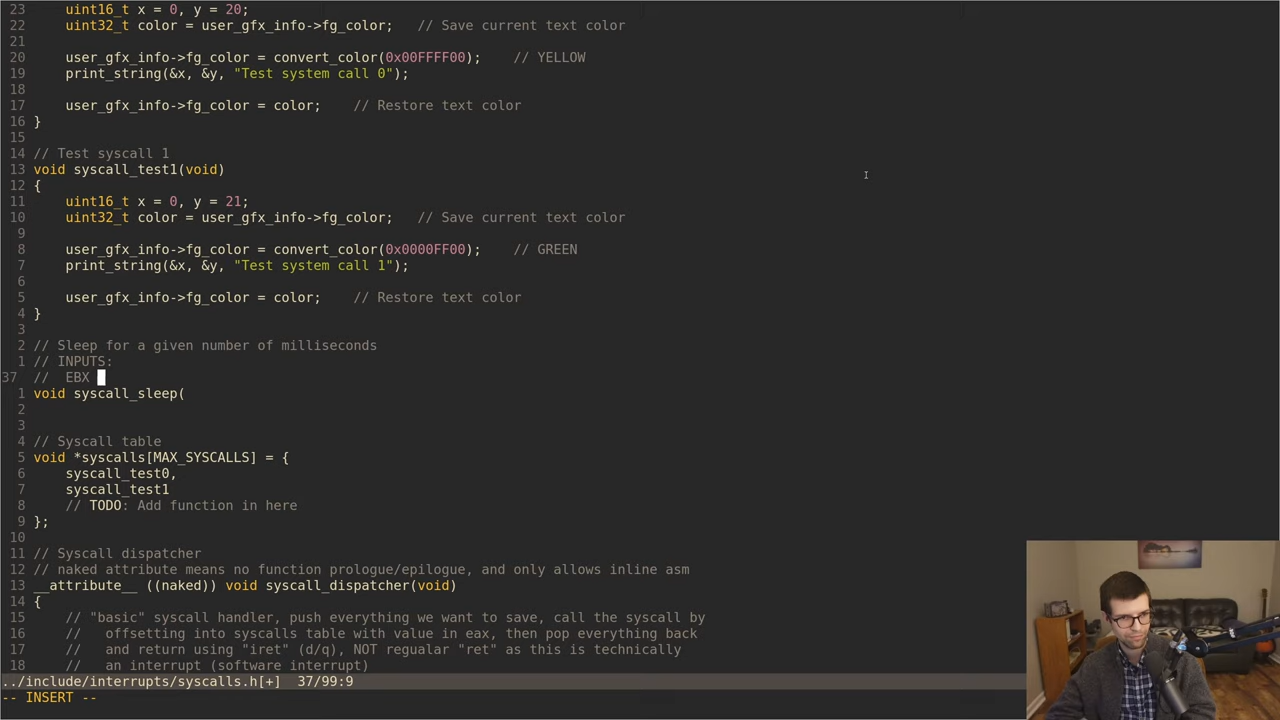 23     uint16_t x = 0, y = 20;
22     uint32_t color = user_gfx_info->fg_color;   // Save current text color
21
20     user_gfx_info->fg_color = convert_color(0x00FFFF00);    // YELLOW
19     print_string(&x, &y, "Test system call 0");
18
17     user_gfx_info->fg_color = color;    // Restore text color
16 }
15
14 // Test syscall 1
13 void syscall_test1(void)
12 {
11     uint16_t x = 0, y = 21;
10     uint32_t color = user_gfx_info->fg_color;   // Save current text color
9
8     user_gfx_info->fg_color = convert_color(0x0000FF00);    // GREEN
7     print_string(&x, &y, "Test system call 1");
6
5     user_gfx_info->fg_color = color;    // Restore text color
4 }
3
2 // Sleep for a given number of milliseconds
1 // INPUTS:
37 //  EBX
1 void syscall_sleep(
2
3
4 // Syscall table
5 void *syscalls[MAX_SYSCALLS] = {
6     syscall_test0,
7     syscall_test1
8     // TODO: Add function in here
9 };
10
11 // Syscall dispatcher
12 // naked attribute means no function prologue/epilogue, and only allows inline asm
13 __attribute__ ((naked)) void syscall_dispatcher(void)
14 {
15     // "basic" syscall handler, push everything we want to save, call the syscall by
16     //   offsetting into syscalls table with value in eax, then pop everything back
17     //   and return using "iret" (d/q), NOT regualar "ret" as this is technically
18     //   an interrupt (software interrupt)
../include/interrupts/syscalls.h[+]  37/99:9
-- INSERT --